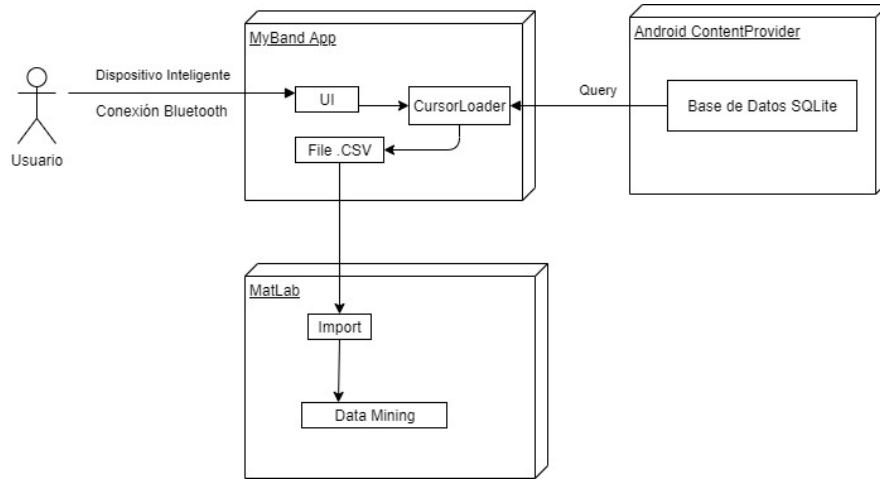 MyBand App
Android ContentProvider
Dispositivo Inteligente
Conexión Bluetooth
UI
CursorLoader
Query
Base de Datos SQLite
Usuario
File .CSV
MatLab
Import
Data Mining